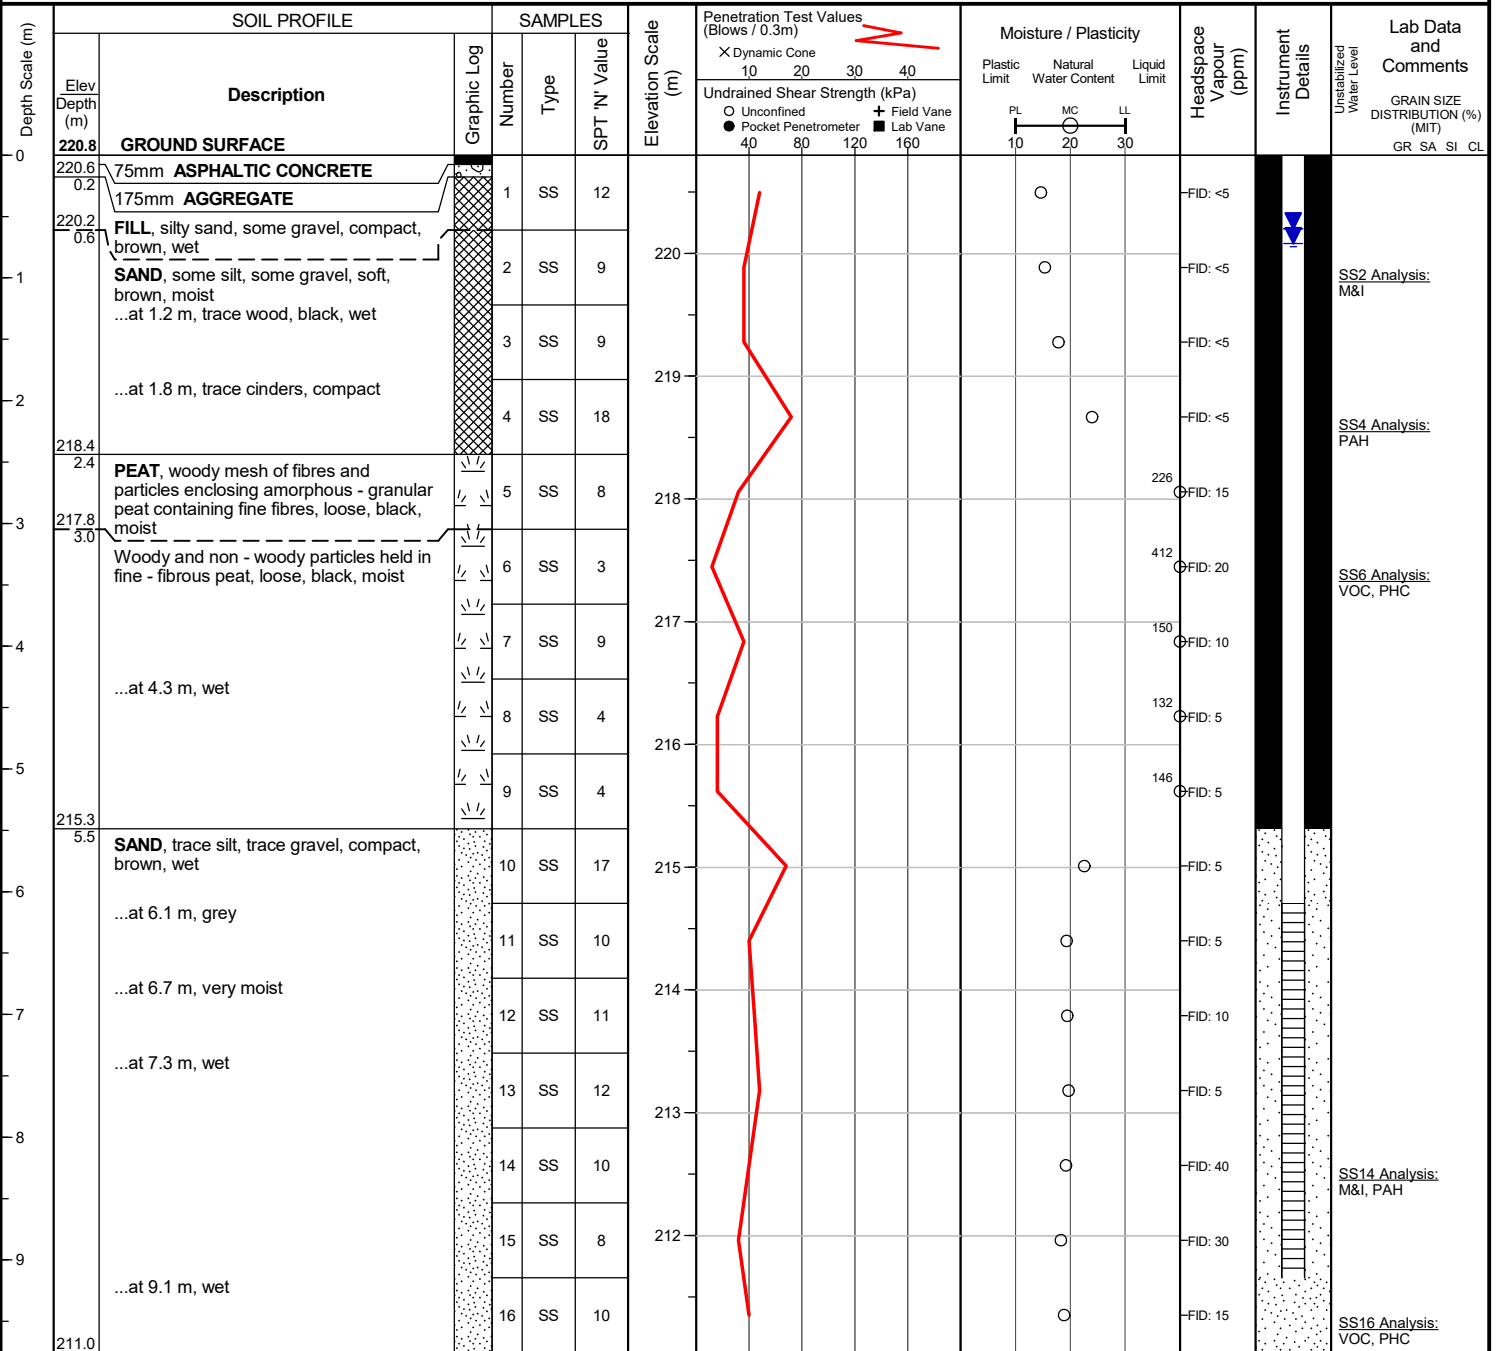 SOIL PROFILE
SAMPLES
Depth Scale (m)
Elev
Depth
(m)
Description
Graphic Log
Number
Type
SPT 'N' Value
Elevation Scale
(m)
Penetration Test Values
(Blows / 0.3m)
× Dynamic Cone
10 20 30 40
Undrained Shear Strength (kPa)
Unconfined
Field Vane
Pocket Penetrometer
Lab Vane
40 80 120 160
Moisture / Plasticity
Plastic
Limit
Natural
Water Content
Liquid
Limit
PL MC LL
10 20 30
Headspace
Vapour
(ppm)
Instrument
Details
Unstabilized
Water Level
Lab Data
and
Comments
GRAIN SIZE
DISTRIBUTION (%)
(MIT)
GR SA SI CL
220.8 GROUND SURFACE
0
220.6 75mm ASPHALTIC CONCRETE
0.2
175mm AGGREGATE
1 SS 12 FID: <5
220.2
0.6
FILL, silty sand, some gravel, compact,
brown, wet
220
SAND, some silt, some gravel, soft,
brown, moist
2 SS 9 FID: <5
1
SS2 Analysis:
M&I
...at 1.2 m, trace wood, black, wet
3 SS 9 FID: <5
219
...at 1.8 m, trace cinders, compact
2
4 SS 18 FID: <5
SS4 Analysis:
PAH
218.4
2.4
PEAT, woody mesh of fibres and
particles enclosing amorphous - granular
peat containing fine fibres, loose, black,
moist
5 SS 8 226 FID: 15
218
217.8
3.0
3
Woody and non - woody particles held in
fine - fibrous peat, loose, black, moist
6 SS 3 412 FID: 20
SS6 Analysis:
VOC, PHC
217
7 SS 9 150 FID: 10
4
...at 4.3 m, wet
8 SS 4 132 FID: 5
216
5
9 SS 4 146 FID: 5
215.3
5.5
SAND, trace silt, trace gravel, compact,
brown, wet
10 SS 17 FID: 5
215
6
...at 6.1 m, grey
11 SS 10 FID: 5
...at 6.7 m, very moist
214
7
12 SS 11 FID: 10
...at 7.3 m, wet
13 SS 12 FID: 5
213
8
14 SS 10 FID: 40
SS14 Analysis:
M&I, PAH
212
15 SS 8 FID: 30
9
...at 9.1 m, wet
16 SS 10 FID: 15
SS16 Analysis:
VOC, PHC
211.0